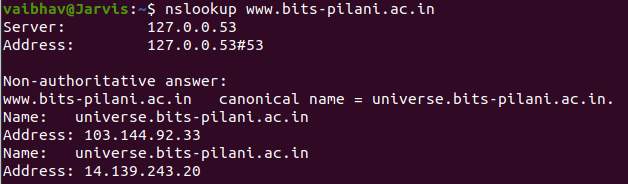 vaibhav@Jarvis:~$ nslookup www.bits-pilani.ac.in
Server:		127.0.0.53
Address:	127.0.0.53#53

Non-authoritative answer:
www.bits-pilani.ac.in	canonical name = universe.bits-pilani.ac.in.
Name:	universe.bits-pilani.ac.in
Address: 103.144.92.33
Name:	universe.bits-pilani.ac.in
Address: 14.139.243.20